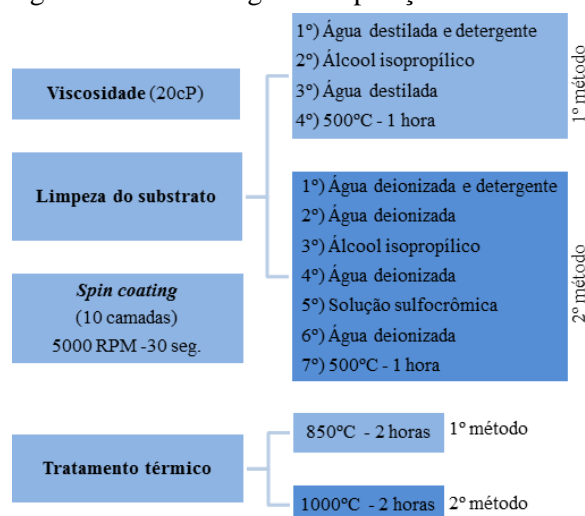 1º) Água destilada e detergente
2º) Álcool isopropílico
3º) Água destilada
4º) 500ºC - 1 hora
1º método
Viscosidade (20cP)
Limpeza do substrato
1º) Água deionizada e detergente
2º) Água deionizada
3º) Álcool isopropílico
4º) Água deionizada
5º) Solução sulfocrômica
6º) Água deionizada
7º) 500ºC - 1 hora
2º método
Spin coating
(10 camadas)
5000 RPM -30 seg.
Tratamento térmico
850ºC - 2 horas
1º método
1000ºC - 2 horas
2º método